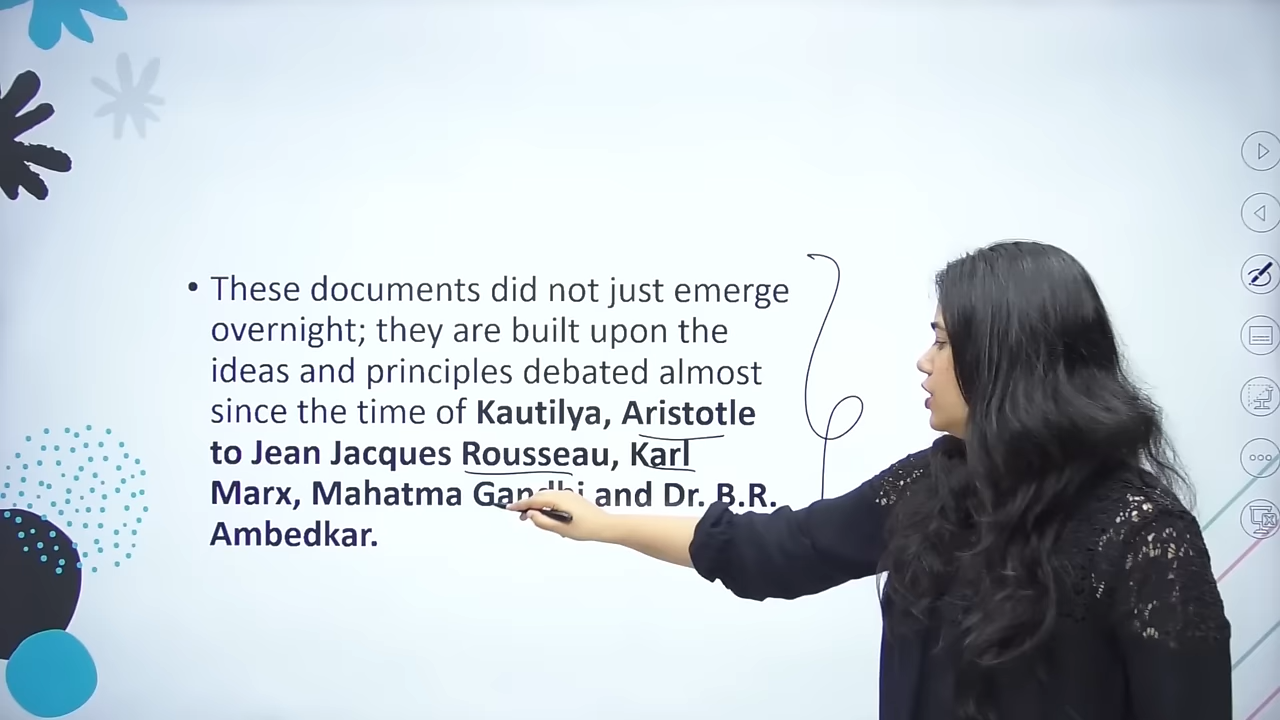 • These documents did not just emerge
overnight; they are built upon the
ideas and principles debated almost
since the time of Kautilya, Aristotle
to Jean Jacques Rousseau, Karl
Marx, Mahatma Gandhi and Dr. B.R.
Ambedkar.